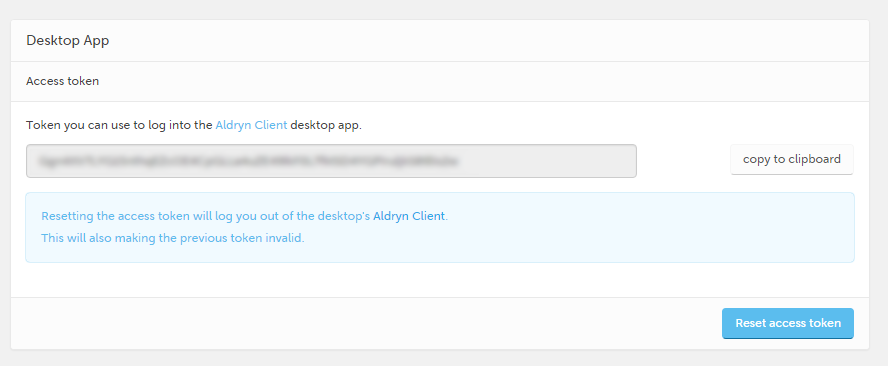 Desktop App
Access token
Token you can use to log into the Aldryn Client desktop app.
copy to clipboard
Resetting the access token will log you out of the desktop's Aldryn Client.
This will also making the previous token invalid.
Reset access token